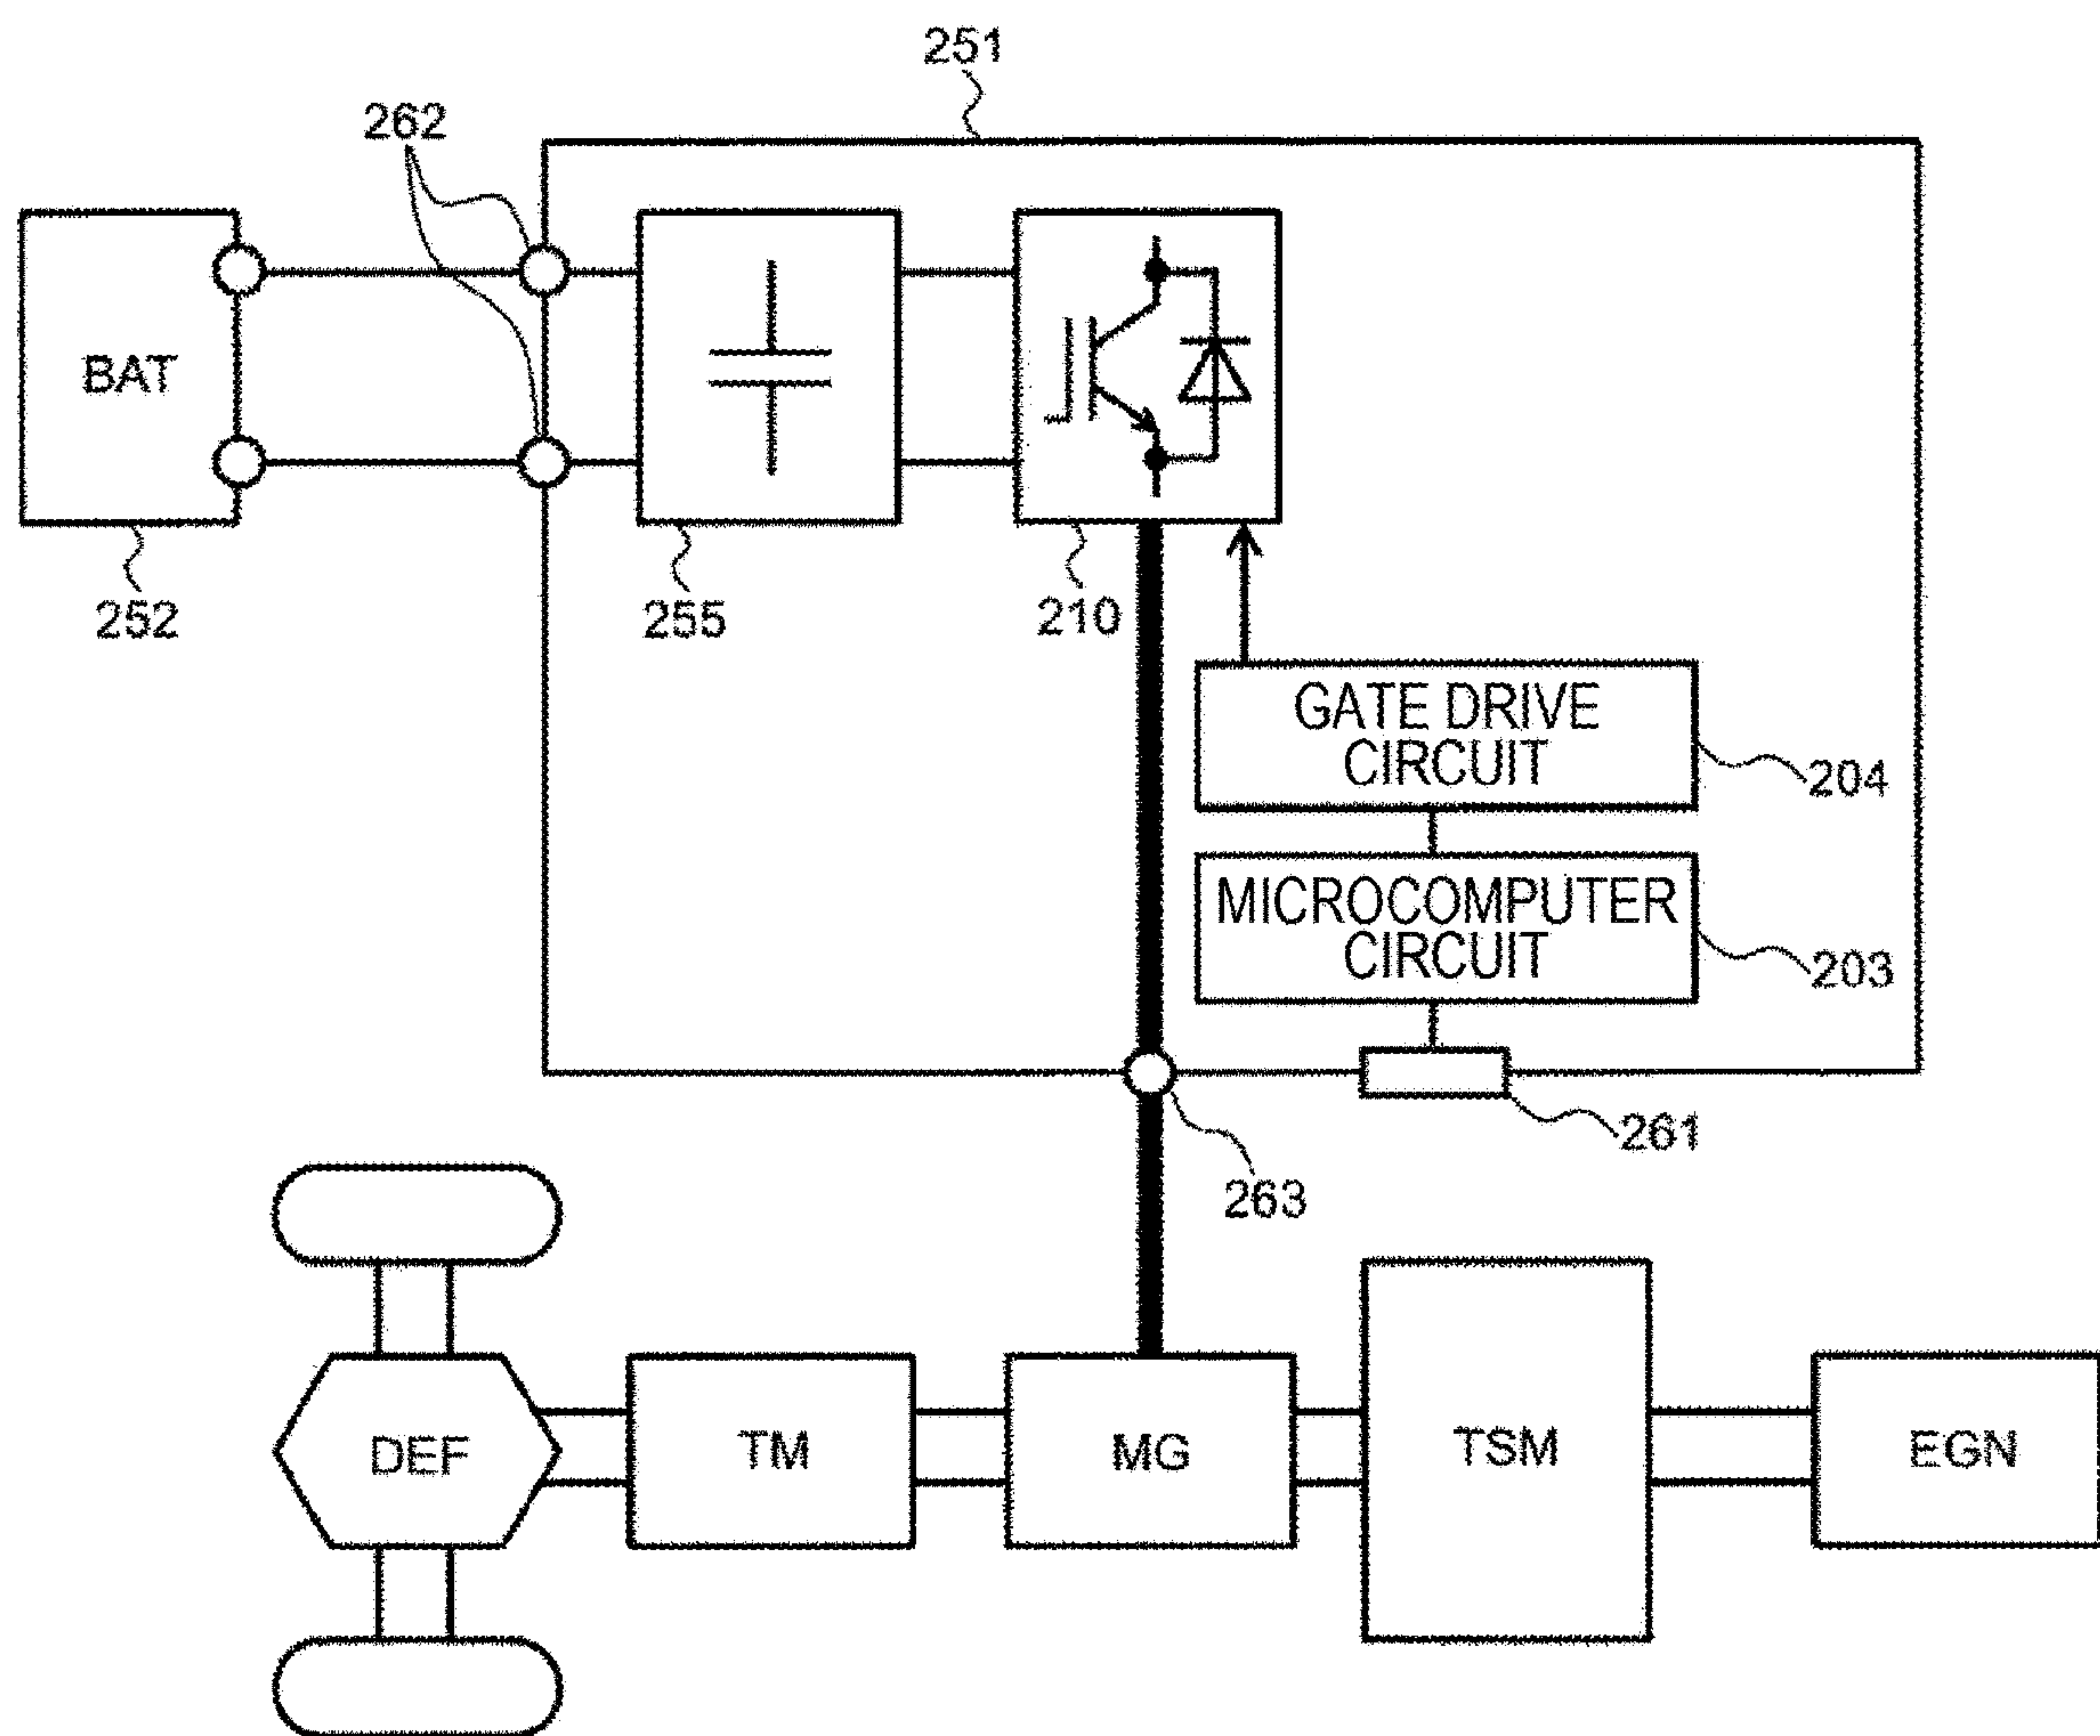 251
262
BAT
252
255
210
GATE DRIVE
CIRCUIT
204
MICROCOMPUTER
CIRCUIT
203
261
263
DEF
TM
MG
TSM
EGN